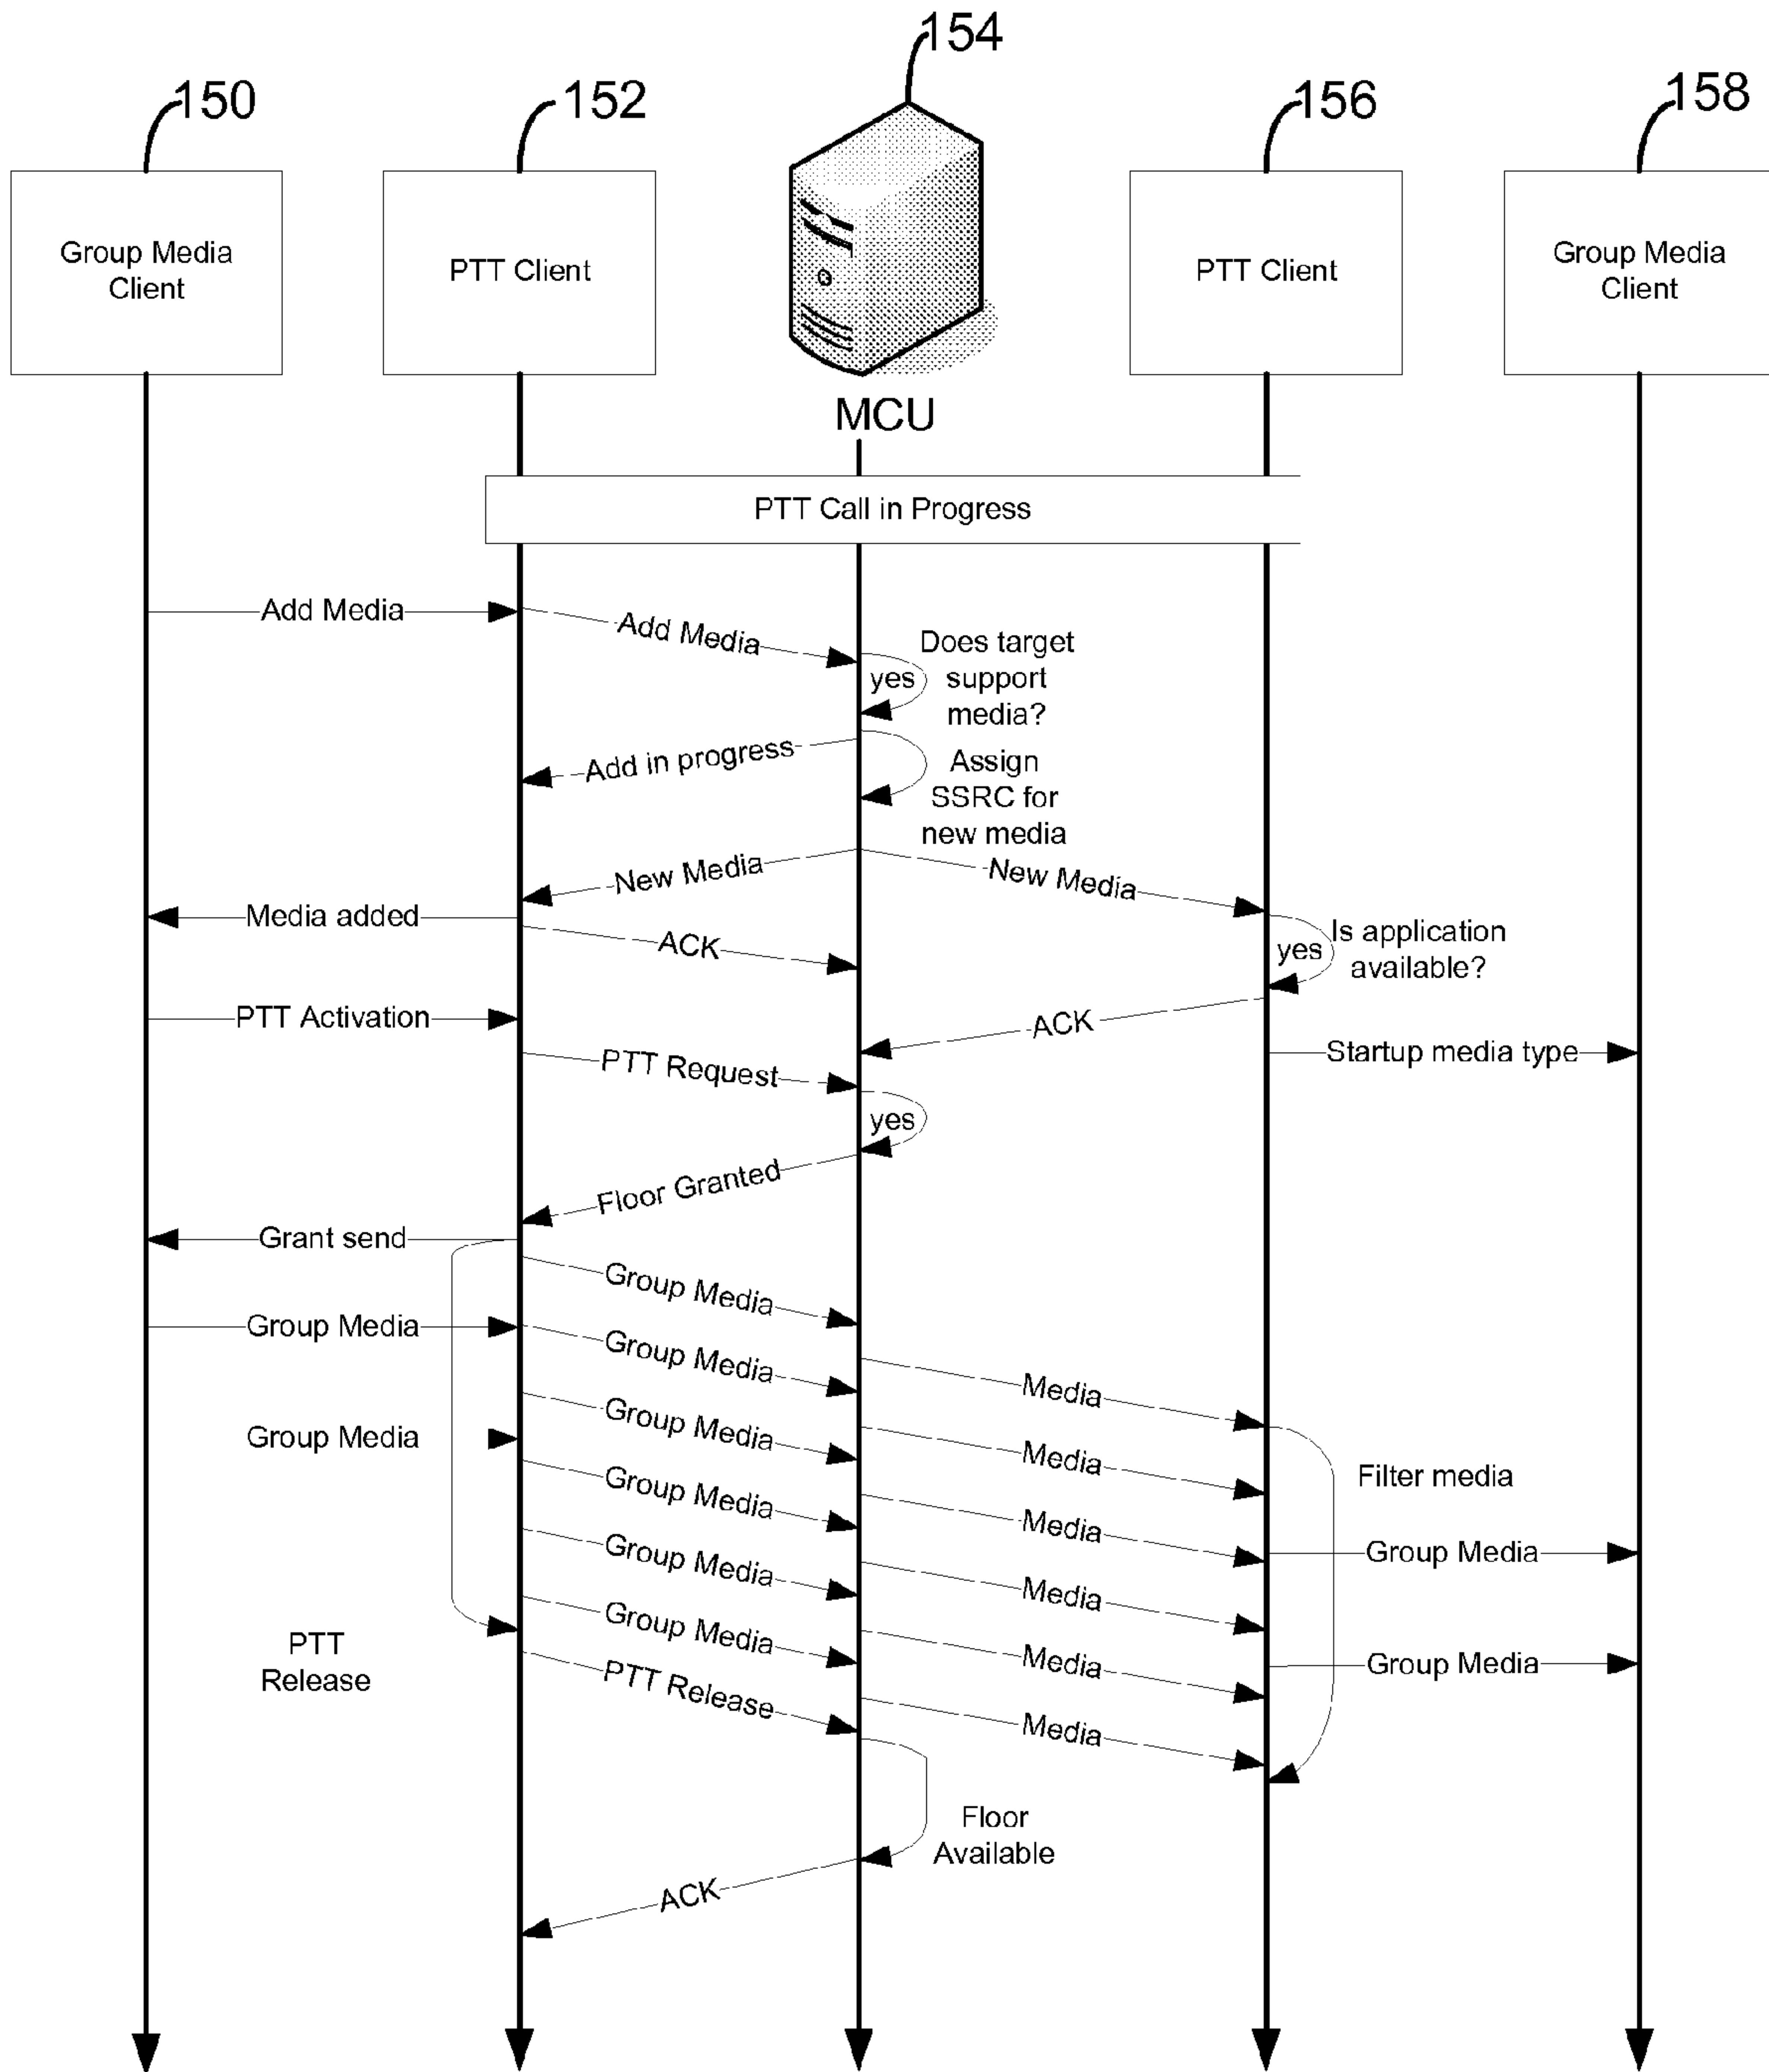 154
150
152
156
158
Group Media
Client
PTT Client
PTT Client
Group Media
Client
MCU
PTT Call in Progress
Add Media
Add Media
Does target
support
media?
yes
Add in progress
Assign
SSRC for
new media
New Media
New Media
Media added
ACK
yes
Is application
available?
PTT Activation
ACK
Startup media type
PTT Request
yes
Floor Granted
Grant send
Group Media
Group Media
Group Media
Media
Group Media
Group Media
Media
Filter media
Group Media
Media
Group Media
Group Media
Media
Group Media
PTT
Release
Media
Group Media
PTT Release
Media
Floor
Available
ACK